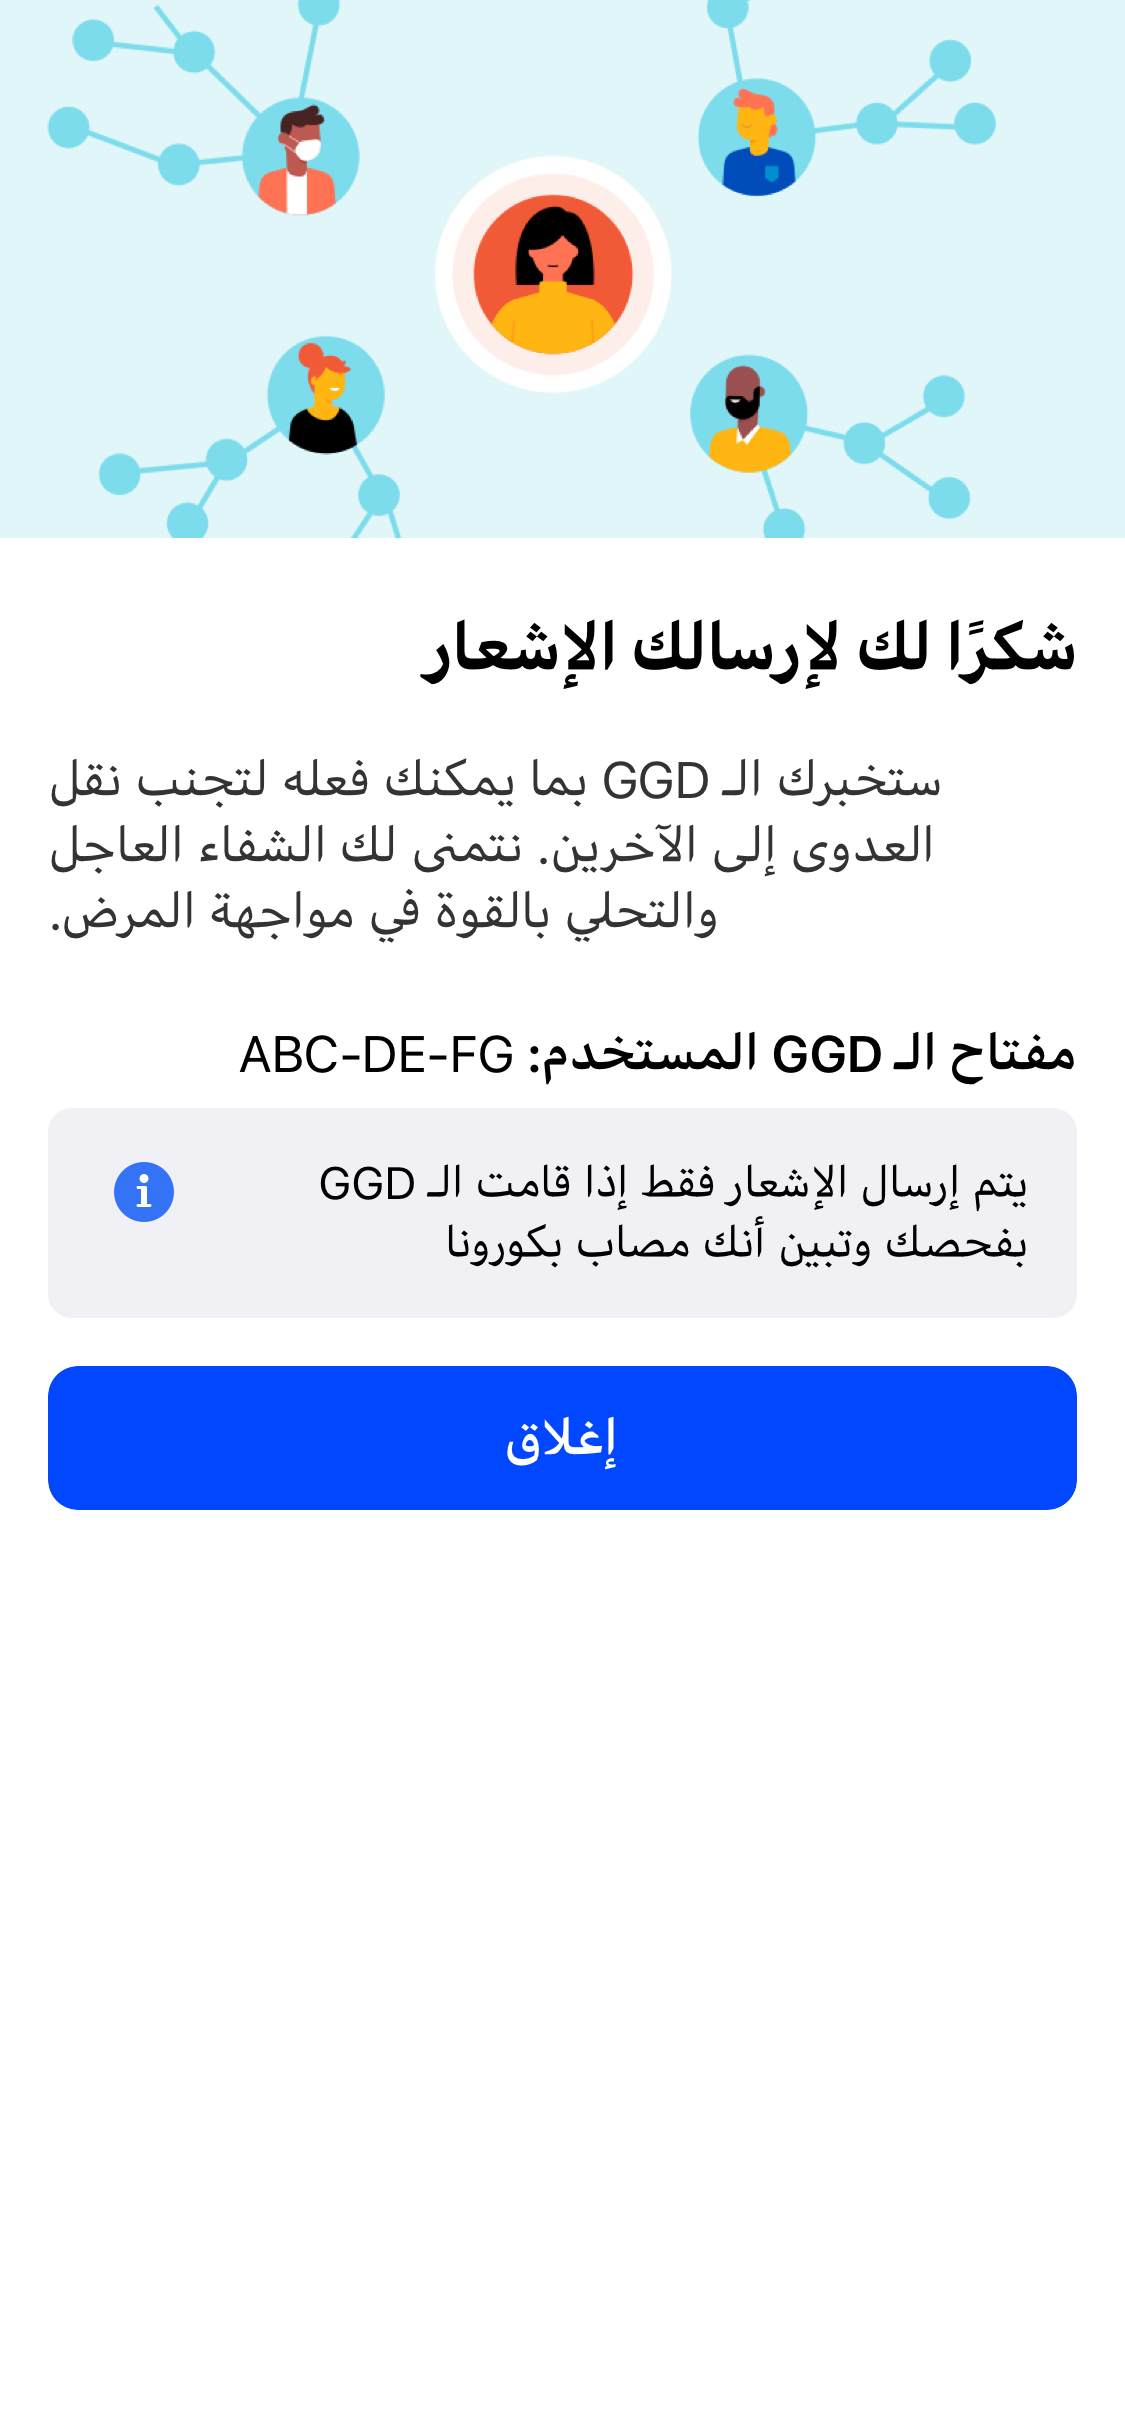 شكرًا لك لإرسالك الإشعار
ستخبرك الـ GGD بما يمكنك فعله لتجنب نقل
العدوى إلى الآخرين. نتمنى لك الشفاء العاجل
والتحلي بالقوة في مواجهة المرض.
مفتاح الـ GGD المستخدم: ABC-DE-FG
يتم إرسال الإشعار فقط إذا قامت الـ GGD
بفحصك وتبين أنك مصاب بكورونا
إغلاق